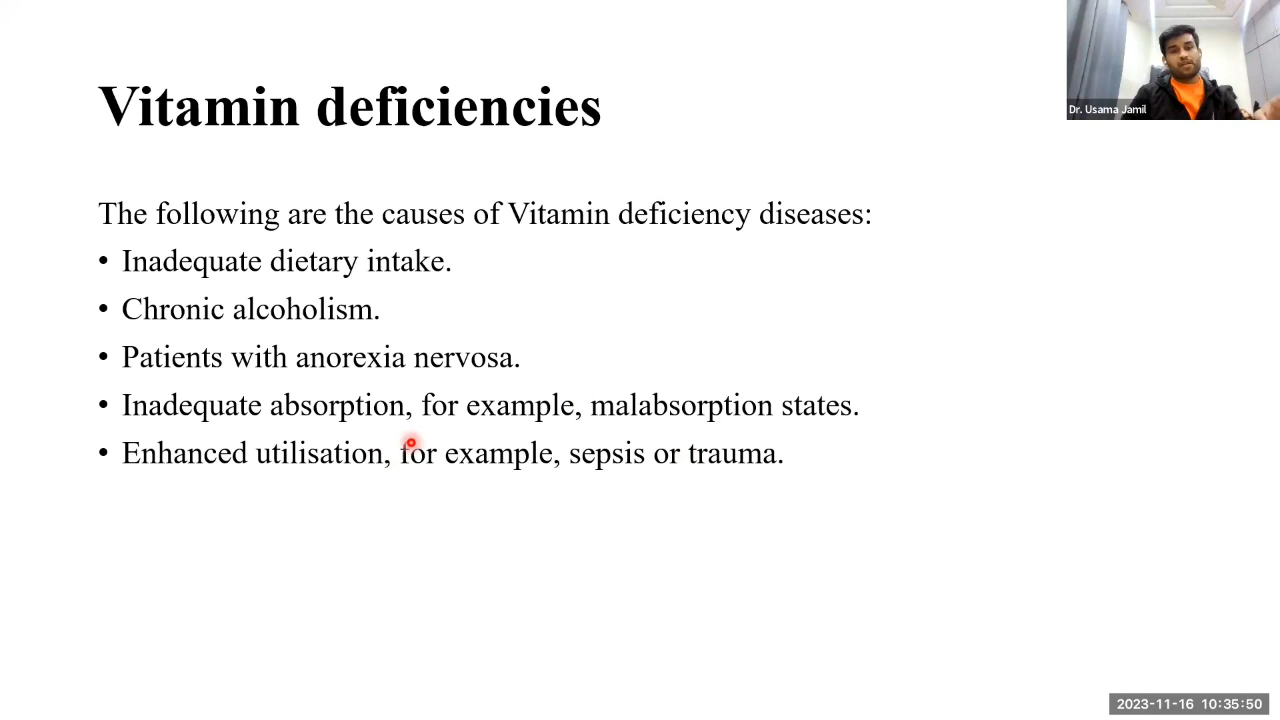 Vitamin deficiencies
Dr. Usama Jamil
The following are the causes of Vitamin deficiency diseases:
• Inadequate dietary intake.
• Chronic alcoholism.
• Patients with anorexia nervosa.
• Inadequate absorption, for example, malabsorption states.
• Enhanced utilisation, for example, sepsis or trauma.
2023-11-16 10:35:50